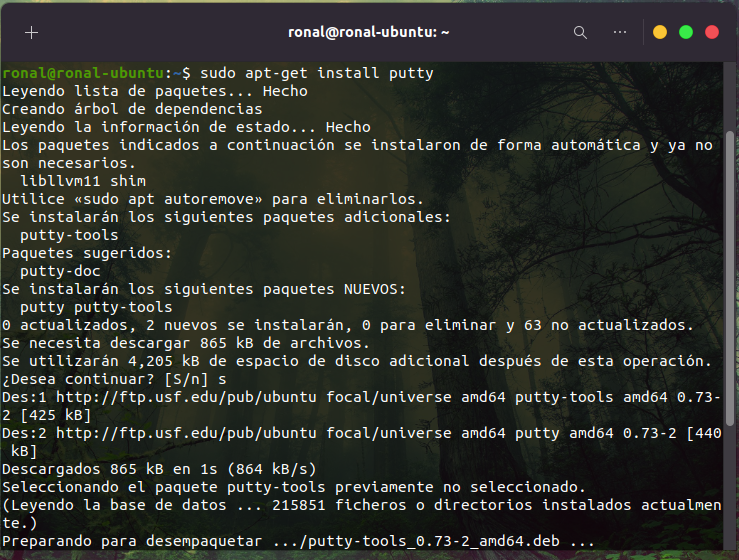 ronal@ronal-ubuntu: ~
ronal@ronal-ubuntu:~$ sudo apt-get install putty
Leyendo lista de paquetes... Hecho
Creando árbol de dependencias
Leyendo la información de estado... Hecho
Los paquetes indicados a continuación se instalaron de forma automática y ya no
son necesarios.
  libllvm11 shim
Utilice «sudo apt autoremove» para eliminarlos.
Se instalarán los siguientes paquetes adicionales:
  putty-tools
Paquetes sugeridos:
  putty-doc
Se instalarán los siguientes paquetes NUEVOS:
  putty putty-tools
0 actualizados, 2 nuevos se instalarán, 0 para eliminar y 63 no actualizados.
Se necesita descargar 865 kB de archivos.
Se utilizarán 4,205 kB de espacio de disco adicional después de esta operación.
¿Desea continuar? [S/n] s
Des:1 http://ftp.usf.edu/pub/ubuntu focal/universe amd64 putty-tools amd64 0.73-
2 [425 kB]
Des:2 http://ftp.usf.edu/pub/ubuntu focal/universe amd64 putty amd64 0.73-2 [440
 kB]
Descargados 865 kB en 1s (864 kB/s)
Seleccionando el paquete putty-tools previamente no seleccionado.
(Leyendo la base de datos ... 215851 ficheros o directorios instalados actualmen
te.)
Preparando para desempaquetar .../putty-tools_0.73-2_amd64.deb ...